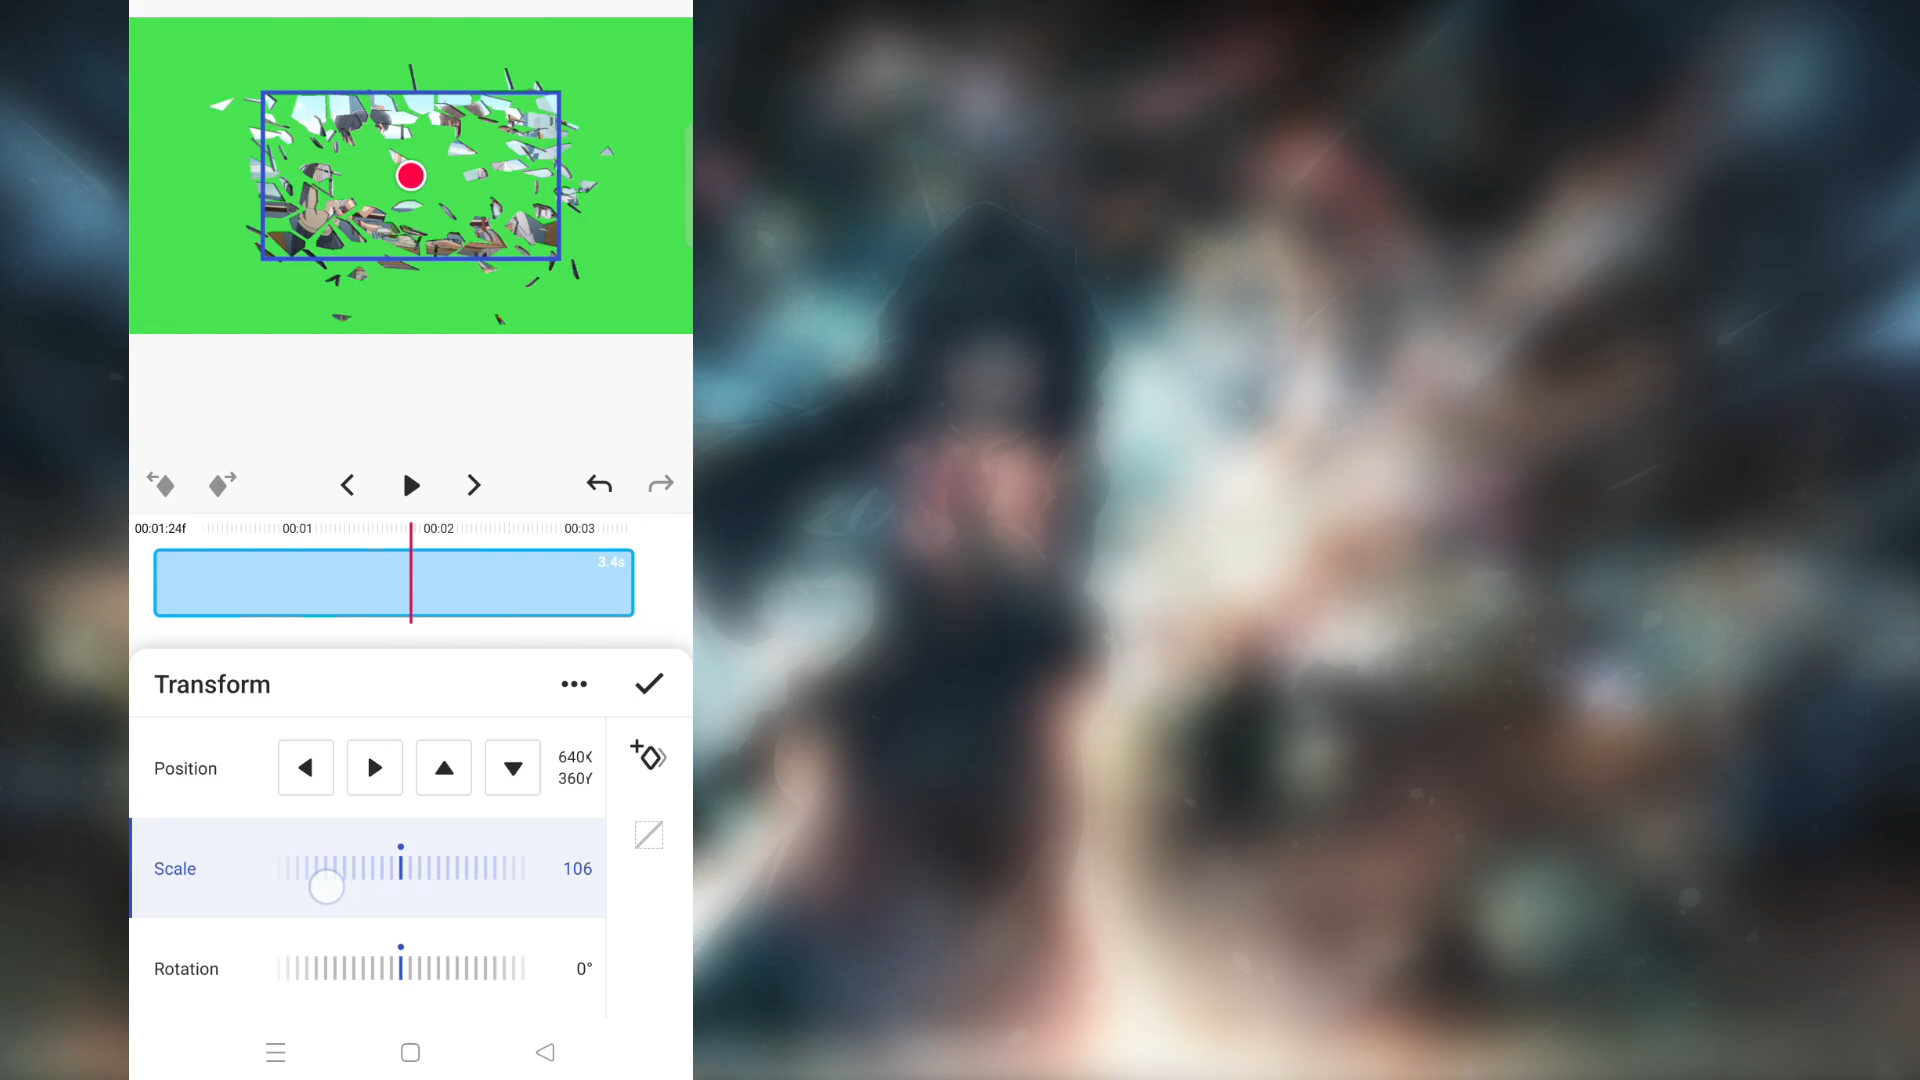 00:01:24f
00:01
00:02
00:03
3.4s
Transform
Position
640X
360Y
Scale
106
Rotation
0°